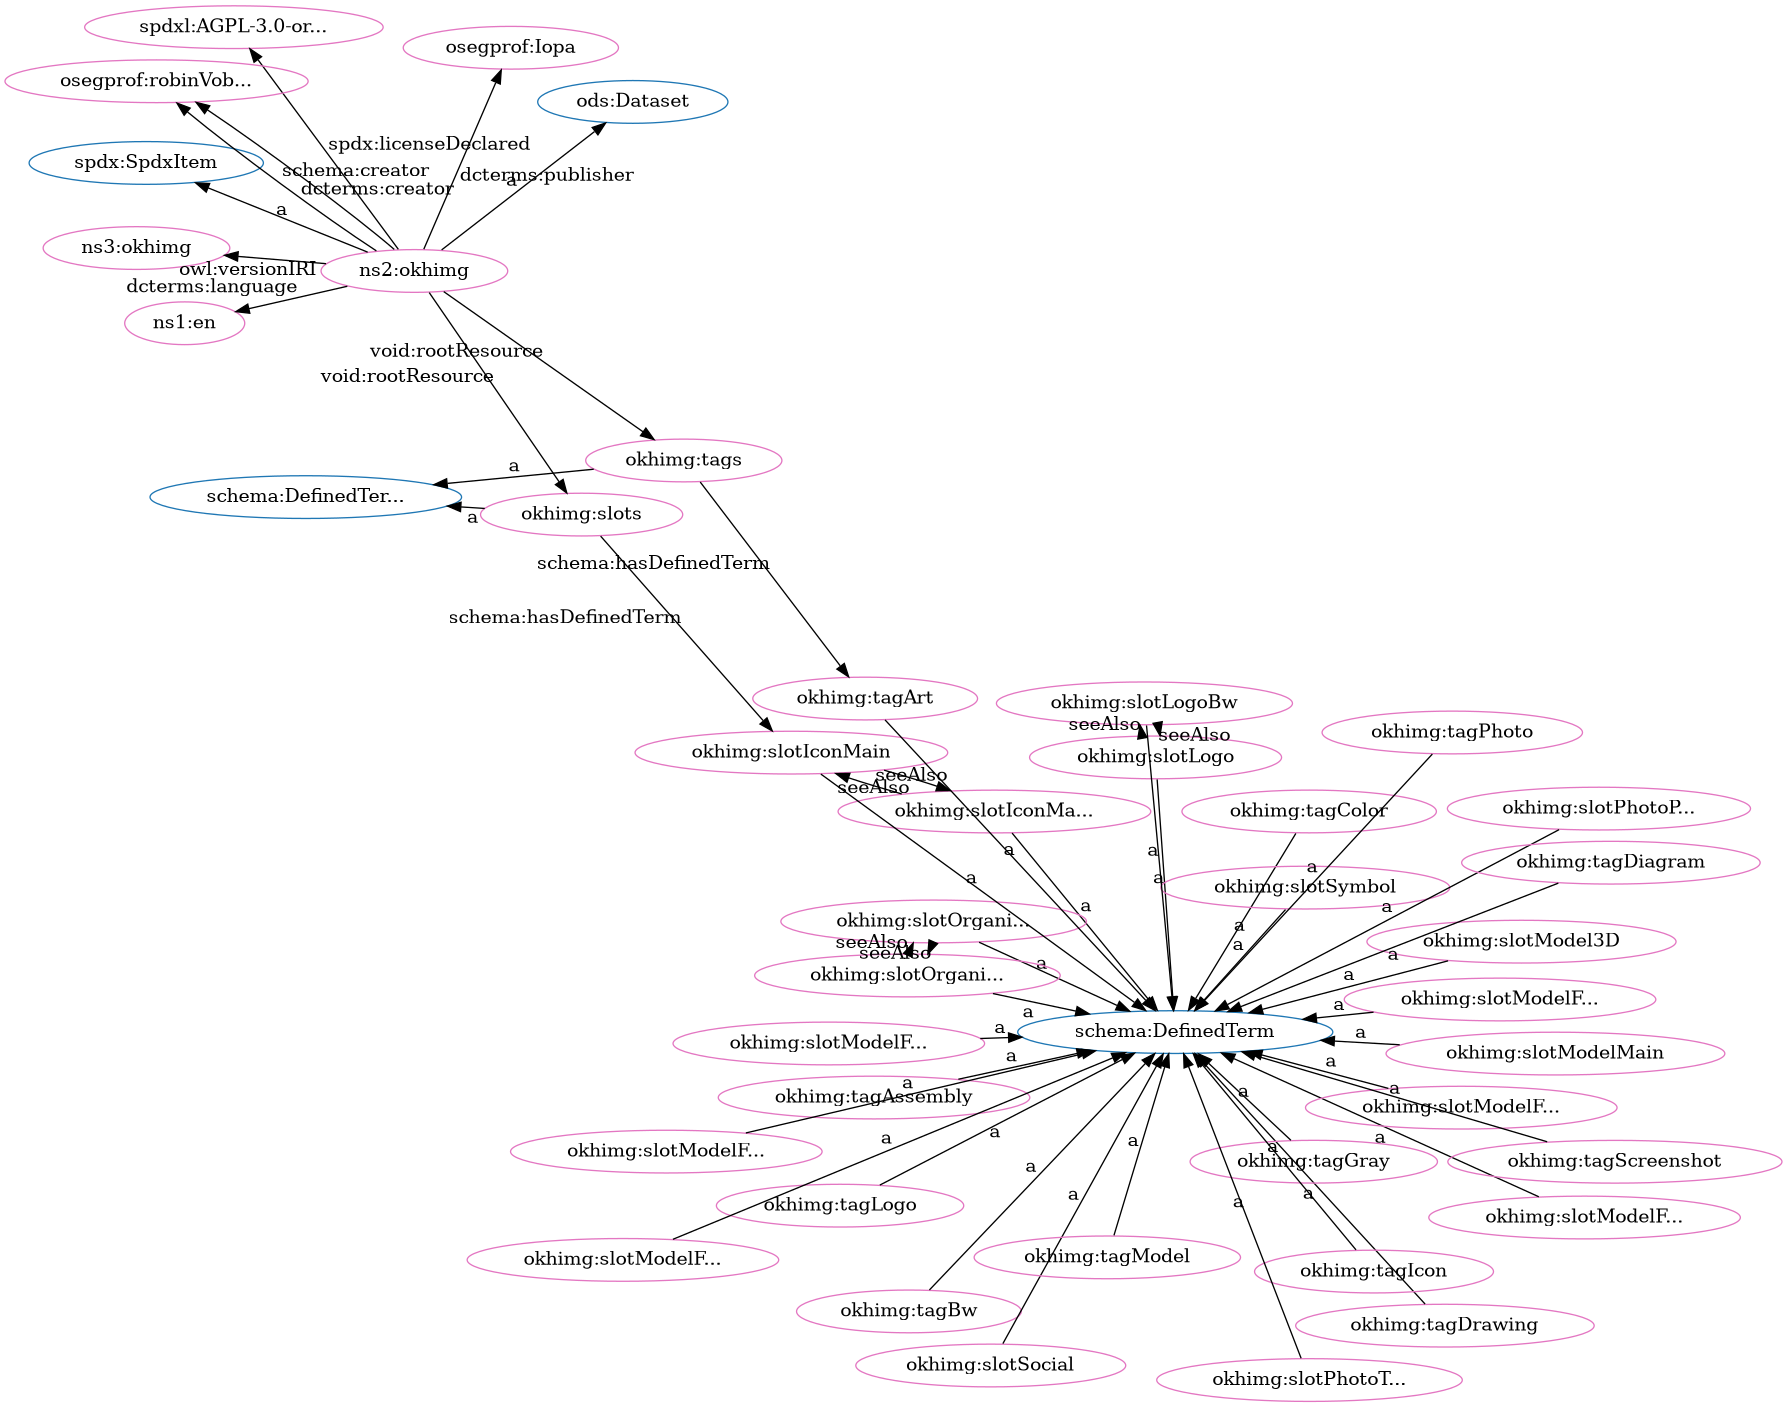 spdxl:AGPL-3.0-or...
osegprof:Iopa
osegprof:robinVob...
ods:Dataset
spdx:licenseDeclared
spdx:SpdxItem
schema:creator
dcterms:publisher
a
dcterms:creator
a
ns3:okhimg
owl:versionIRI
ns2:okhimg
dcterms:language
ns1:en
void:rootResource
void:rootResource
okhimg:tags
a
schema:DefinedTer...
okhimg:slots
a
schema:hasDefinedTerm
schema:hasDefinedTerm
okhimg:tagArt
okhimg:slotLogoBw
seeAlso
seeAlso
okhimg:tagPhoto
okhimg:slotIconMain
okhimg:slotLogo
seeAlso
seeAlso
okhimg:slotIconMa...
okhimg:tagColor
okhimg:slotPhotoP...
a
a
a
okhimg:tagDiagram
a
a
okhimg:slotSymbol
a
a
okhimg:slotOrgani...
a
a
okhimg:slotModel3D
seeAlso
seeAlso
a
a
okhimg:slotOrgani...
a
okhimg:slotModelF...
a
a
schema:DefinedTerm
a
okhimg:slotModelF...
a
a
okhimg:slotModelMain
a
a
okhimg:tagAssembly
a
a
okhimg:slotModelF...
a
a
a
a
a
okhimg:slotModelF...
a
okhimg:tagGray
okhimg:tagScreenshot
a
a
a
a
okhimg:tagLogo
okhimg:slotModelF...
okhimg:slotModelF...
okhimg:tagModel
okhimg:tagIcon
okhimg:tagBw
okhimg:tagDrawing
okhimg:slotSocial
okhimg:slotPhotoT...